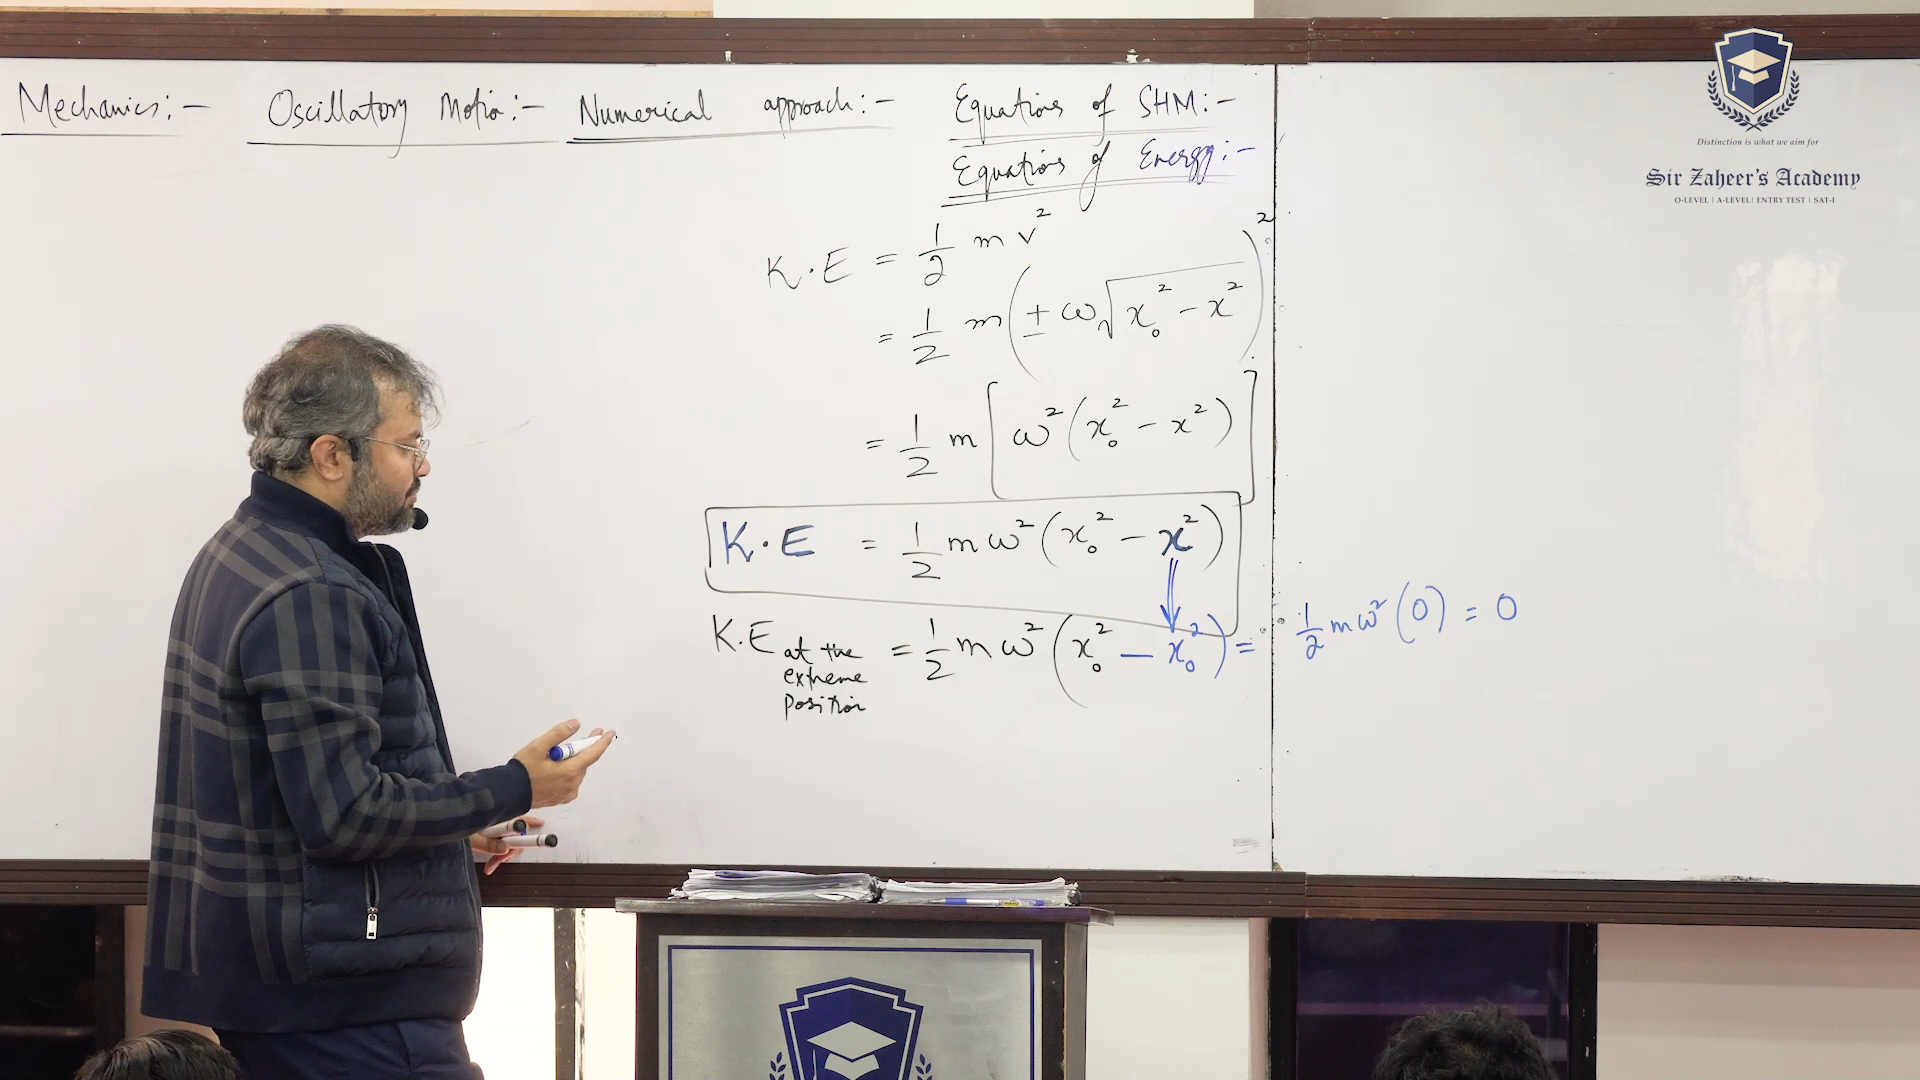 Mechanics:- Oscillatory Motion:- Numerical approach:- Equations of SHM:-
Equations of Energy:-
K.E = 1/2 m v²
= 1/2 m (± ω√x₀² - x²)²
= 1/2 m [ω²(x₀² - x²)]
K.E = 1/2 m ω² (x₀² - x²)
K.E at the extreme position = 1/2 m ω² (x₀² - x₀²) = 1/2 m ω² (0) = 0
Distinction is what we aim for
Sir Zaheer's Academy
O-LEVEL | A-LEVEL | ENTRY TEST | SAT-I